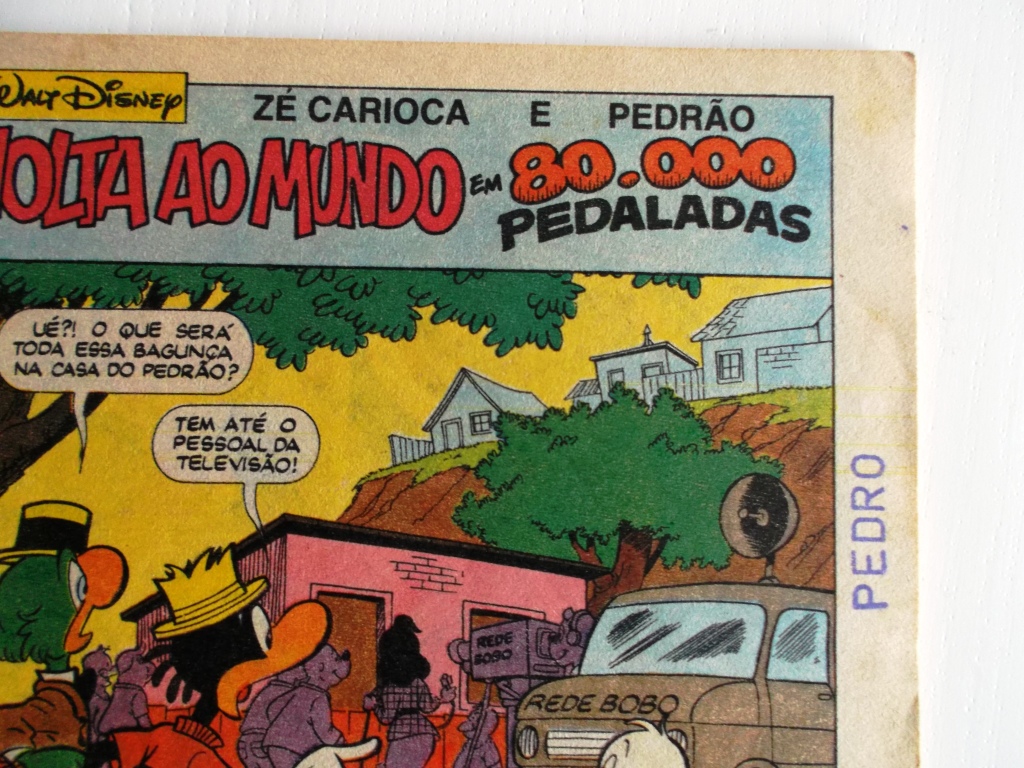 WALT DISNEY
ZÉ CARIOCA E PEDRÃO
VOLTA AO MUNDO EM 80.000
PEDALADAS
UÉ?! O QUE SERÁ
TODA ESSA BAGUNÇA
NA CASA DO PEDRÃO?
TEM ATÉ O
PESSOAL DA
TELEVISÃO!
REDE
BOBO
REDE BOBO
PEDRO